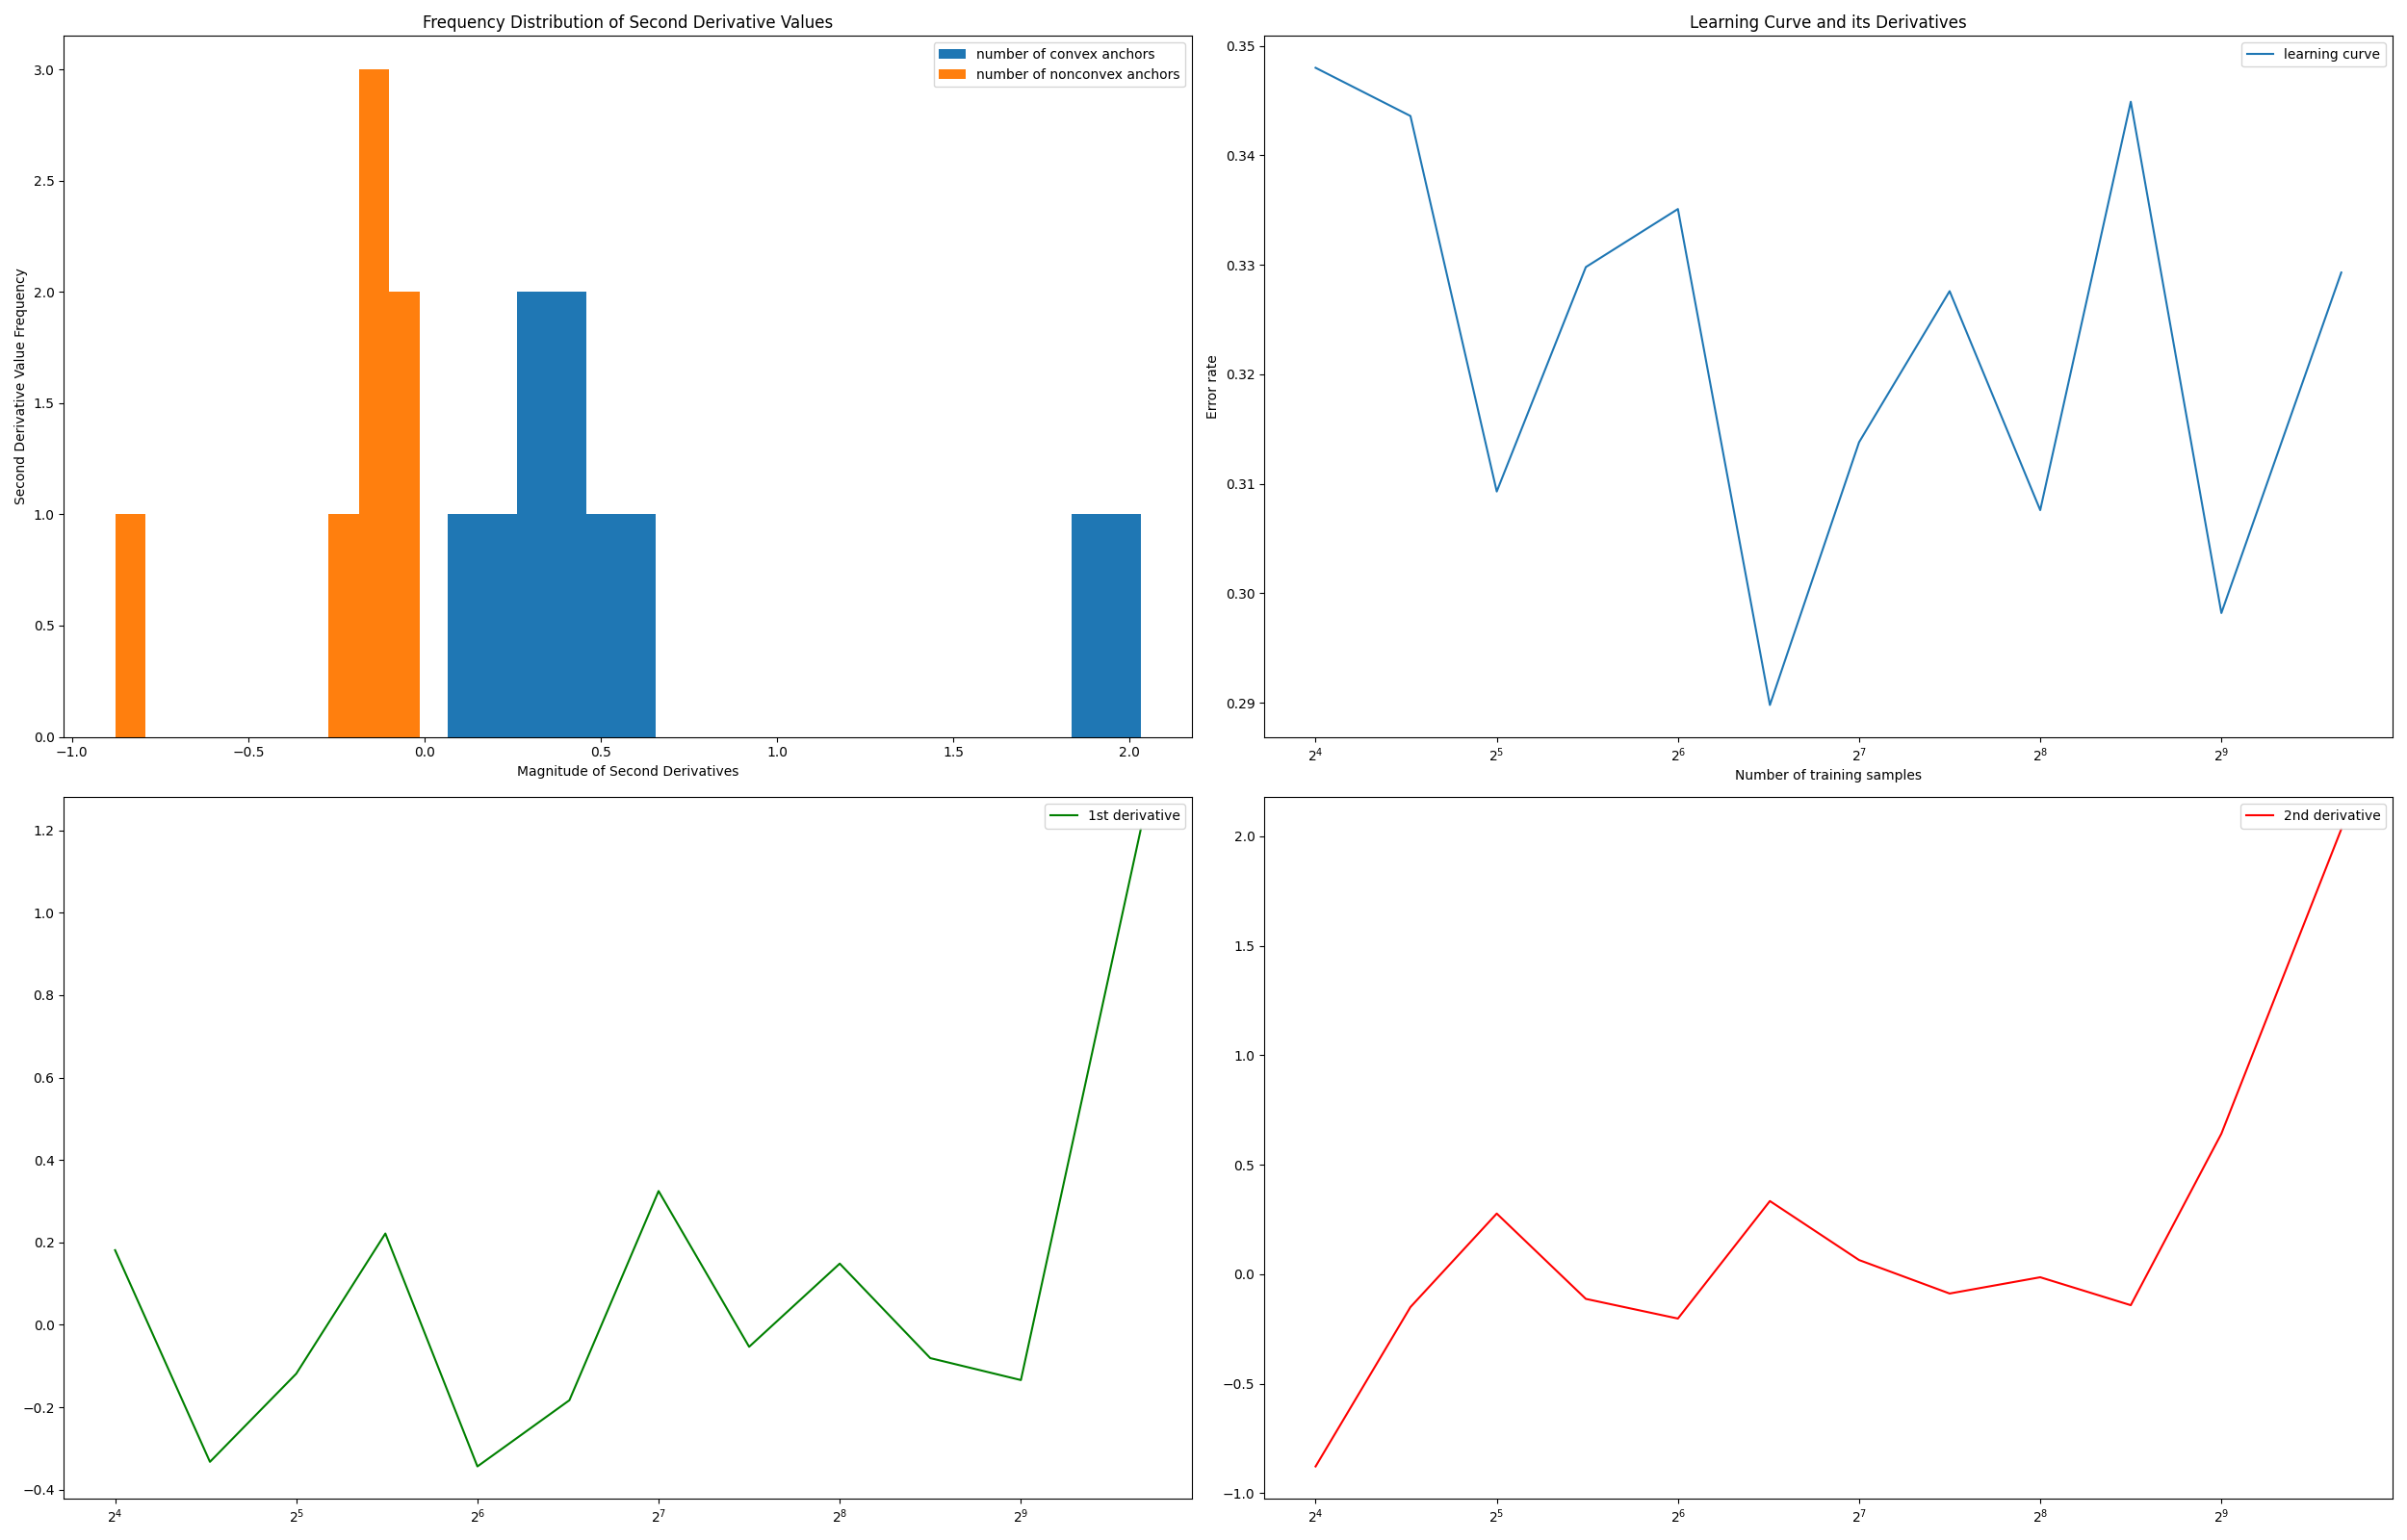 Frequency Distribution of Second Derivative Values
number of convex anchors
number of nonconvex anchors
Second Derivative Value Frequency
3.0
2.5
2.0
1.5
1.0
0.5
0.0
−1.0 −0.5 0.0 0.5 1.0 1.5 2.0
Magnitude of Second Derivatives
Learning Curve and its Derivatives
learning curve
Error rate
0.35
0.34
0.33
0.32
0.31
0.30
0.29
2⁴ 2⁵ 2⁶ 2⁷ 2⁸ 2⁹
Number of training samples
1st derivative
1.2
1.0
0.8
0.6
0.4
0.2
0.0
−0.2
−0.4
2⁴ 2⁵ 2⁶ 2⁷ 2⁸ 2⁹
2nd derivative
2.0
1.5
1.0
0.5
0.0
−0.5
−1.0
2⁴ 2⁵ 2⁶ 2⁷ 2⁸ 2⁹